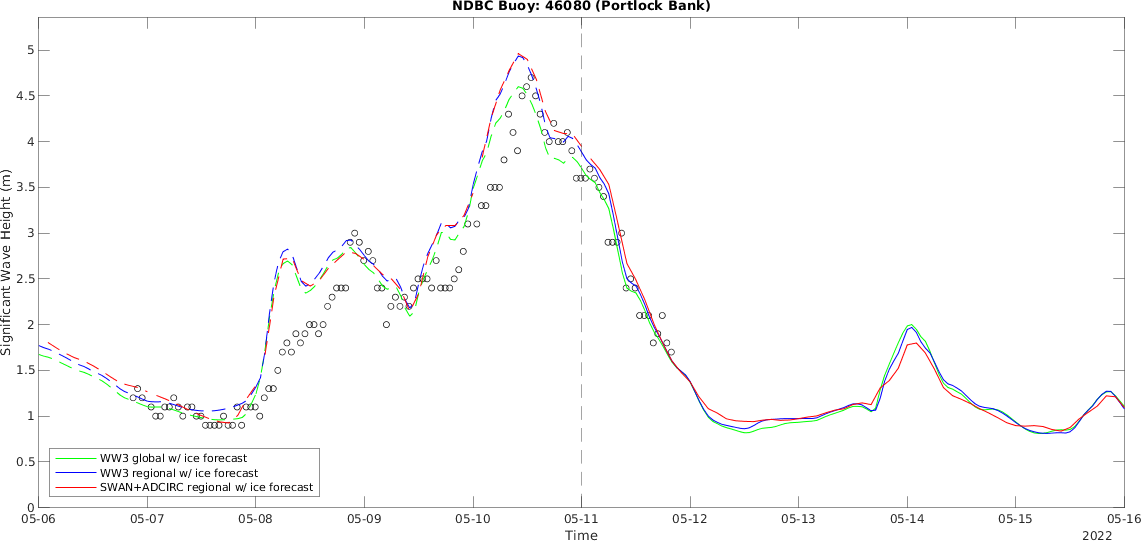 NDBC Buoy: 46080 (Portlock Bank)
Significant Wave Height (m)
5
4.5
4
3.5
3
2.5
2
1.5
1
0.5
0
WW3 global w/ ice forecast
WW3 regional w/ ice forecast
SWAN+ADCIRC regional w/ ice forecast
05-06 05-07 05-08 05-09 05-10 05-11 05-12 05-13 05-14 05-15 05-16
Time
2022